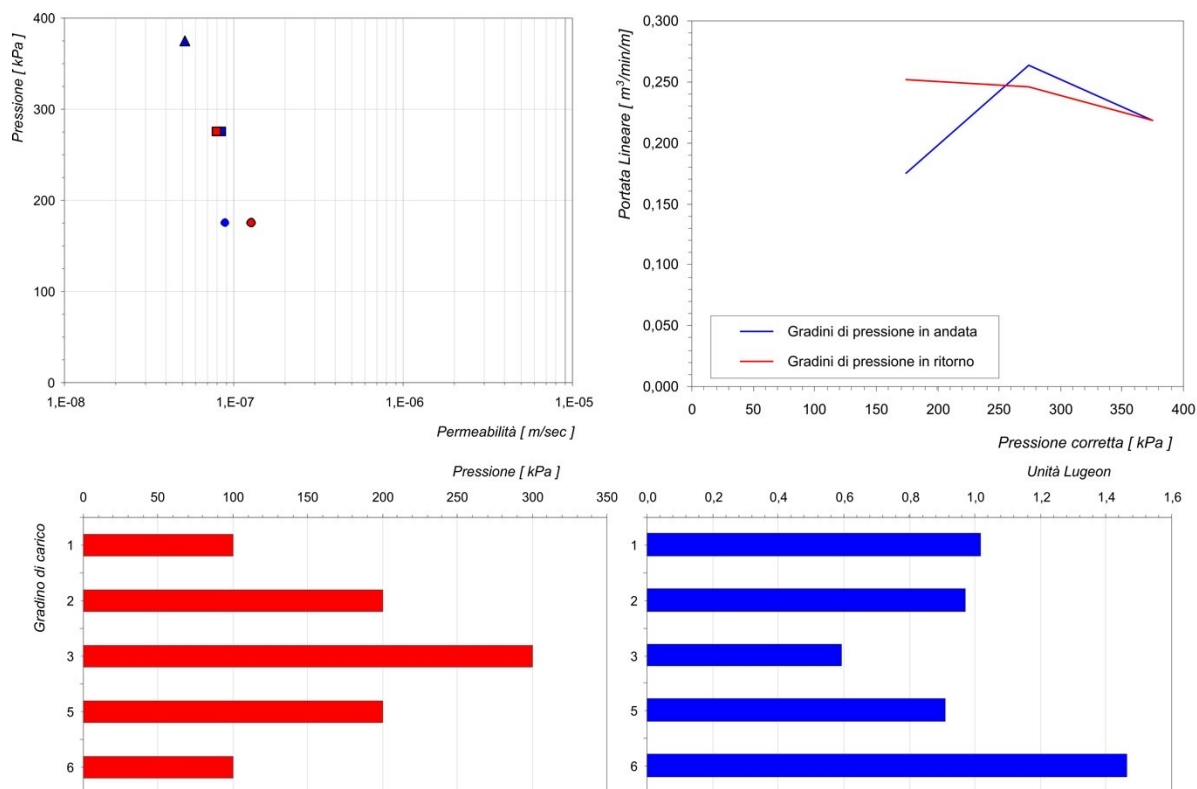 Pressione [ kPa ]
400
300
200
100
0
1,E-08
1,E-07
1,E-06
1,E-05
Permeabilità [ m/sec ]
Portata Lineare [ m³/min/m ]
0,300
0,250
0,200
0,150
0,100
0,050
0,000
Gradini di pressione in andata
Gradini di pressione in ritorno
0 50 100 150 200 250 300 350 400
Pressione corretta [ kPa ]
Pressione [ kPa ]
0 50 100 150 200 250 300 350
Gradino di carico
1
2
3
5
6
Unità Lugeon
0,0 0,2 0,4 0,6 0,8 1,0 1,2 1,4 1,6
1
2
3
5
6